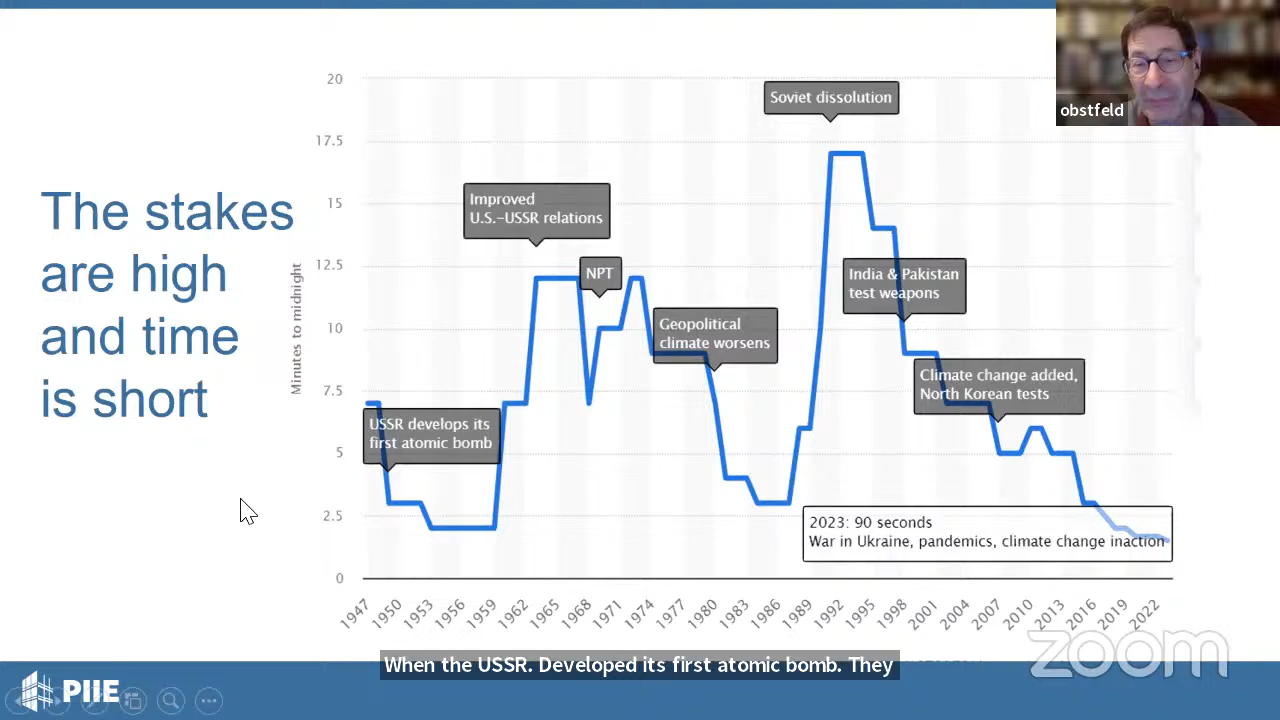 obstfeld
The stakes
are high
and time
is short
Minutes to midnight
20
17.5
15
12.5
10
7.5
5
2.5
0
Soviet dissolution
Improved
U.S.-USSR relations
NPT
India & Pakistan
test weapons
Geopolitical
climate worsens
Climate change added,
North Korean tests
USSR develops its
first atomic bomb
2023: 90 seconds
War in Ukraine, pandemics, climate change inaction
1947 1950 1953 1956 1959 1962 1965 1968 1971 1974 1977 1980 1983 1986 1989 1992 1995 1998 2001 2004 2007 2010 2013 2016 2019 2022
zoom
When the USSR. Developed its first atomic bomb. They
PIIE